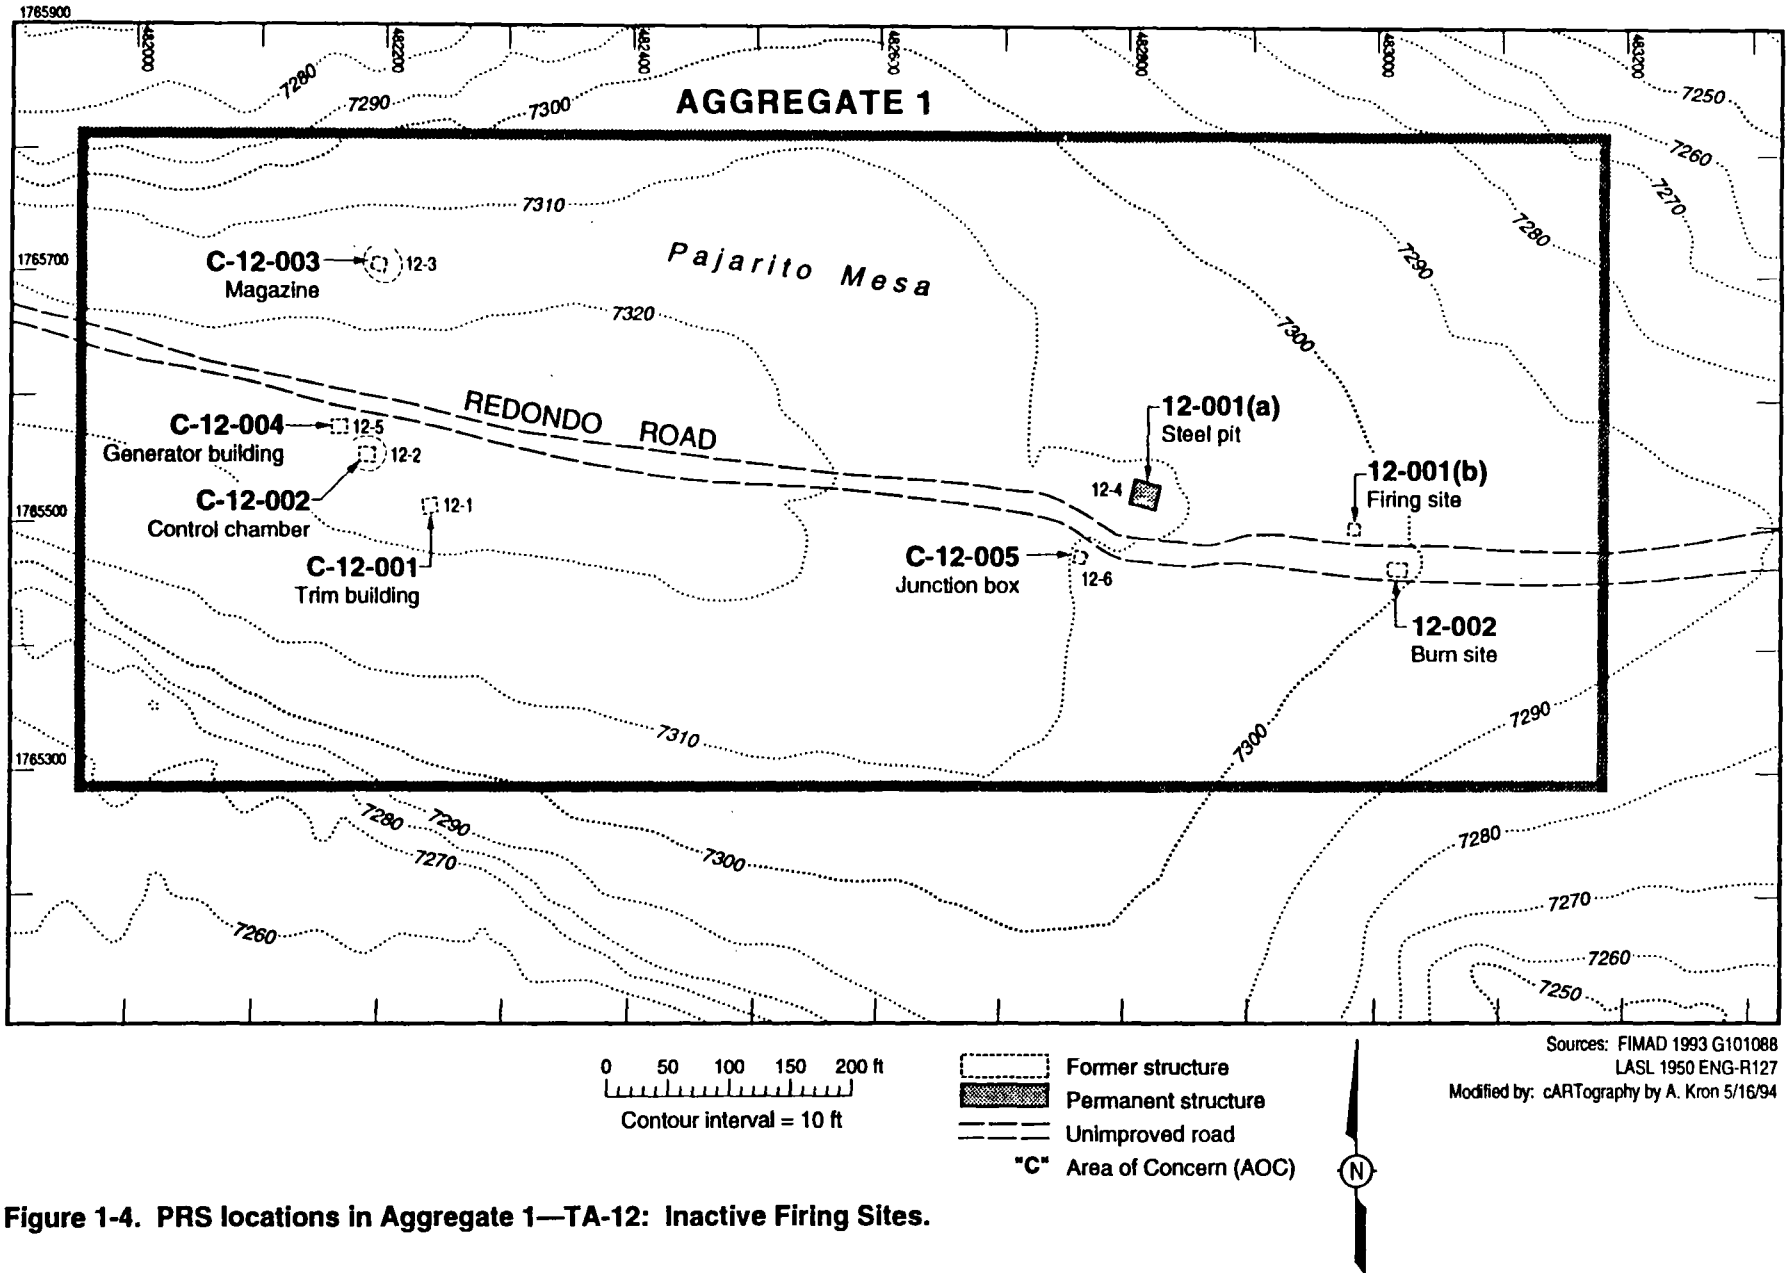 1765900
482000
482200
482400
482600
482800
483000
483200
7280
7290
7300
AGGREGATE 1
7250
7260
7270
7310
7280
Pajarito Mesa
7290
1765700
C-12-003
12-3
Magazine
7320
7300
REDONDO ROAD
C-12-004
12-5
Generator building
12-2
C-12-002
Control chamber
12-1
C-12-001
Trim building
1765500
12-001(a)
Steel pit
12-4
12-001(b)
Firing site
C-12-005
Junction box
12-6
12-002
Burn site
7290
7310
7300
1765300
7280
7290
7270
7300
7280
7270
7260
7260
7250
0 50 100 150 200 ft
Contour interval = 10 ft
Former structure
Permanent structure
Unimproved road
"C" Area of Concern (AOC)
N
Sources: FIMAD 1993 G101088
LASL 1950 ENG-R127
Modified by: cARTography by A. Kron 5/16/94
Figure 1-4. PRS locations in Aggregate 1—TA-12: Inactive Firing Sites.